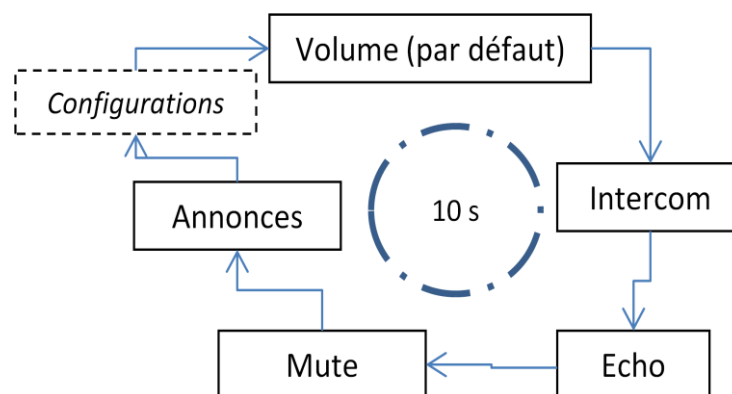 Volume (par défaut)
Configurations
Intercom
Annonces
10 s
Mute
Echo